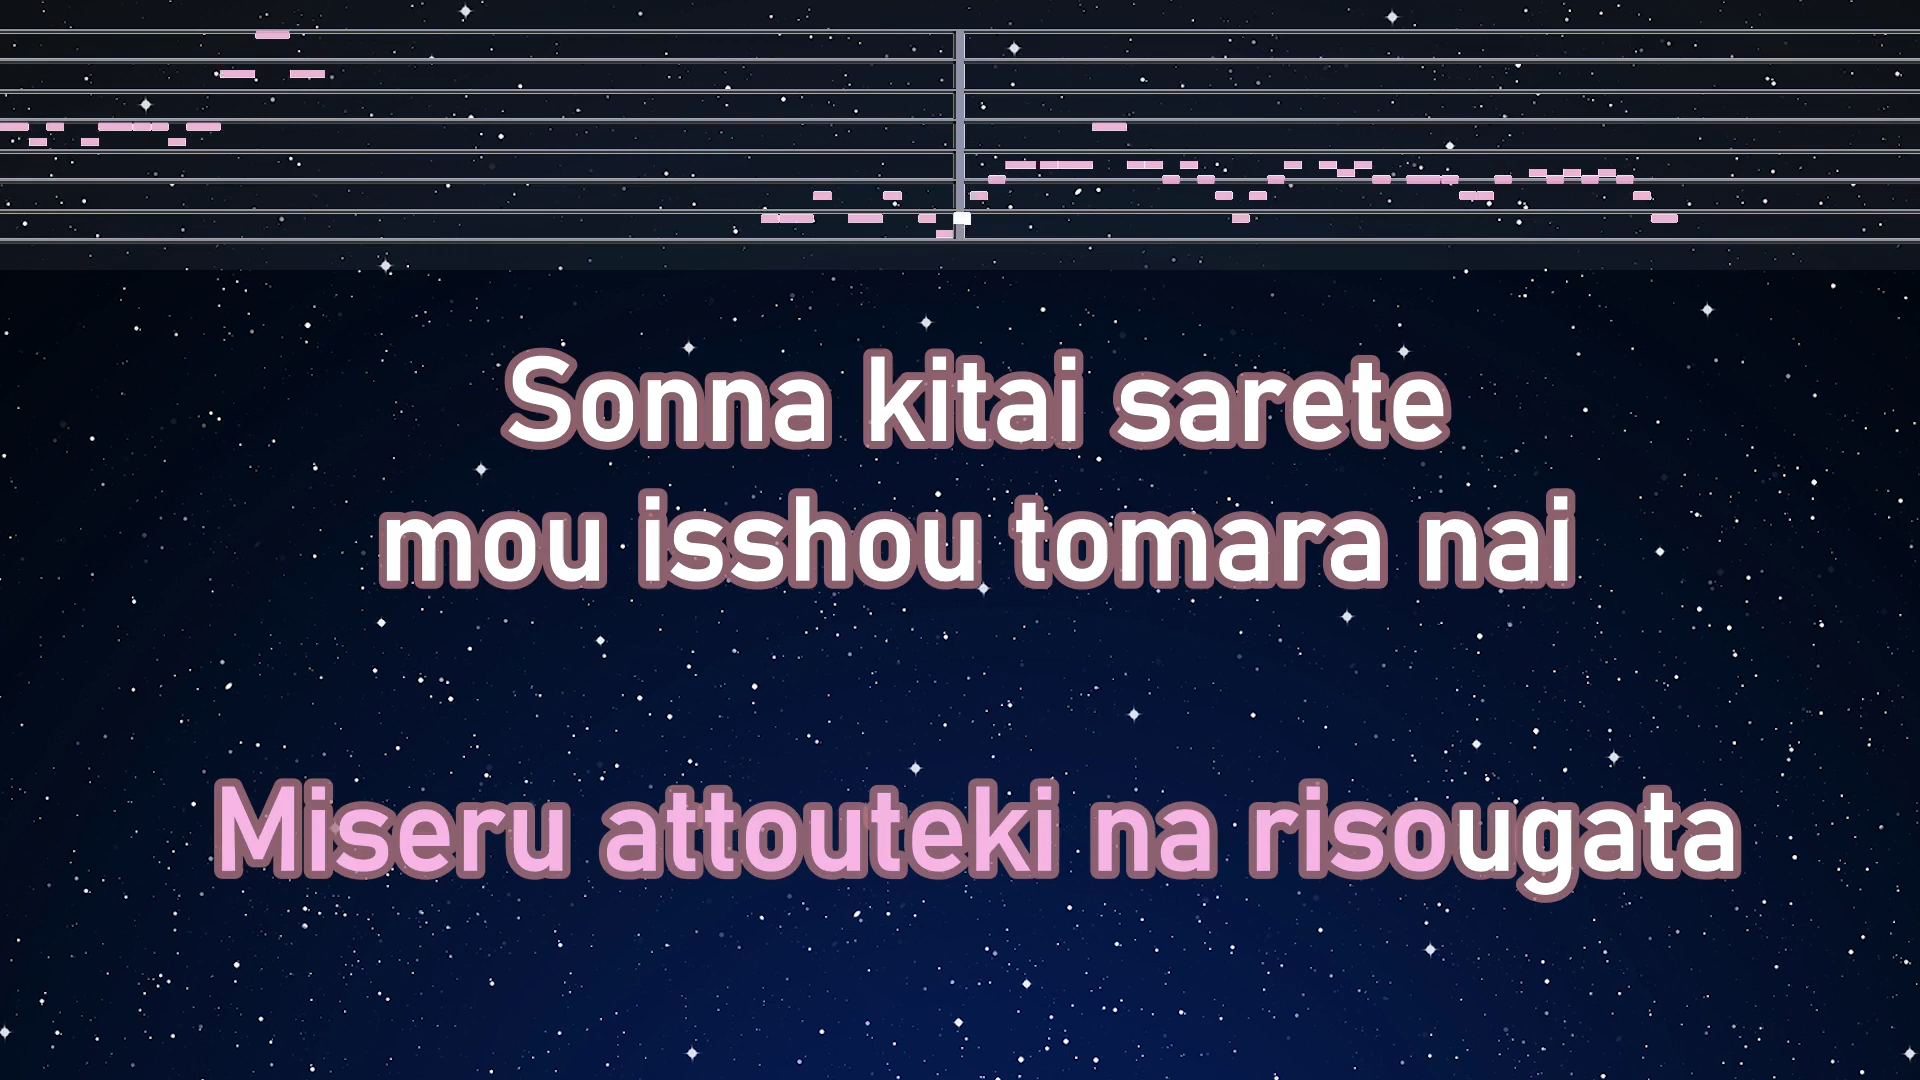 Sonna kitai sarete
mou isshou tomara nai
Miseru attouteki na risougata